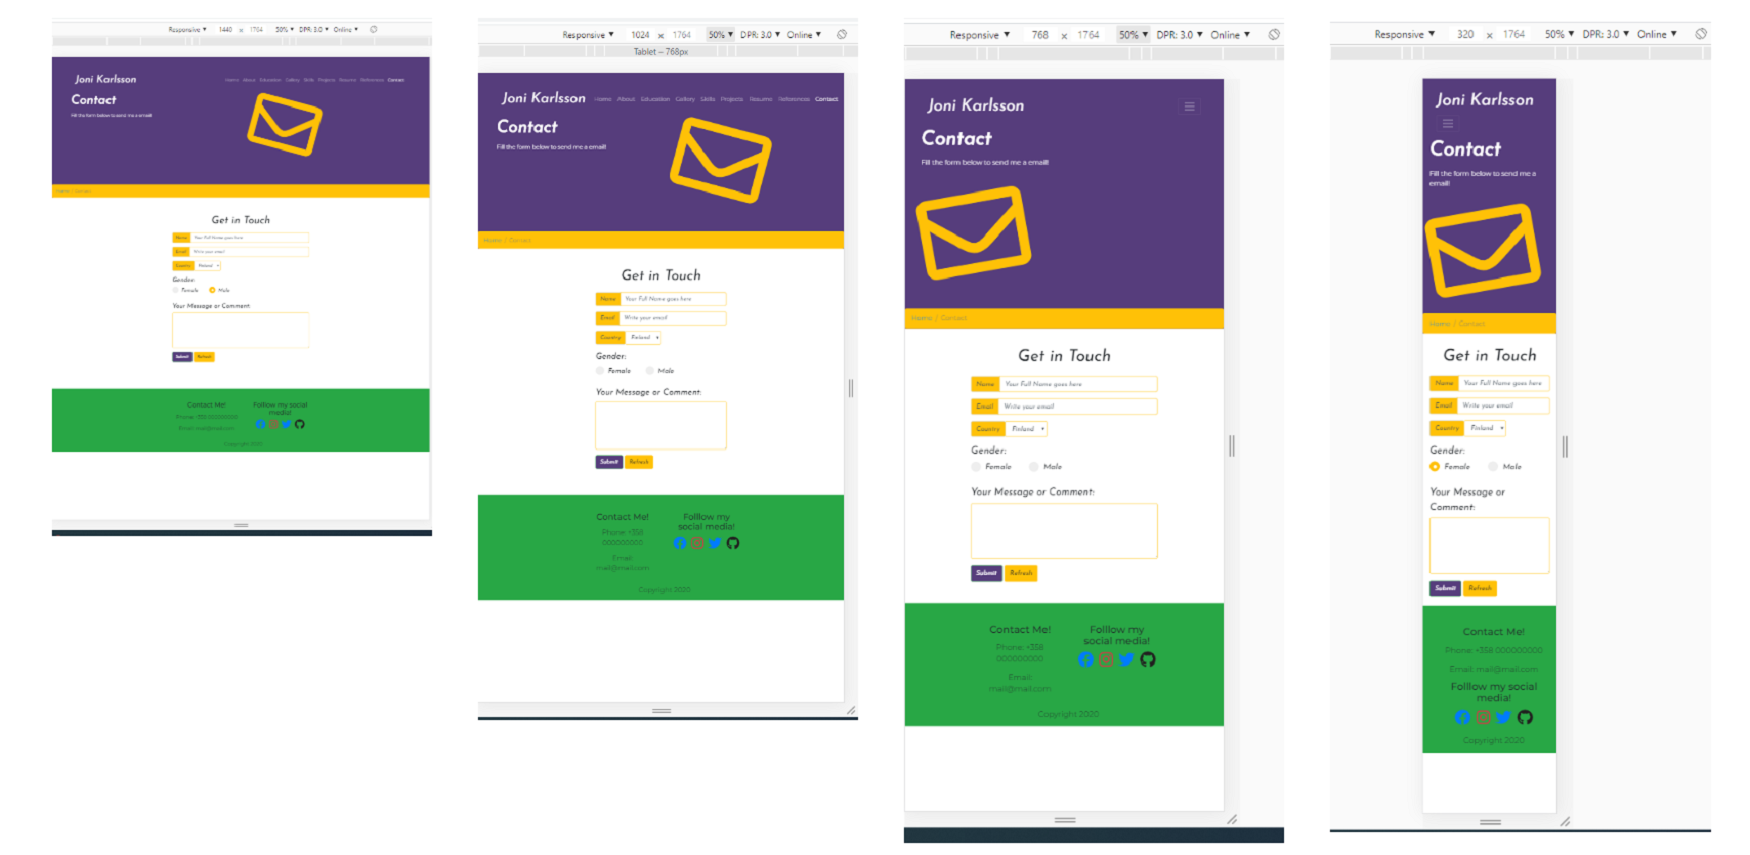 Responsive ▼ 1440 × 1764 50% ▼ DPR: 3.0 ▼ Online ▼
Joni Karlsson
Home About Education Gallery Skills Projects Resume References Contact
Contact
Fill the form below to send me a email!
Home / Contact
Get in Touch
Name Your Full Name goes here
Email Write your email
Country Finland
Gender:
Female Male
Your Message or Comment:
Submit Refresh
Contact Me!
Phone: +358 000000000
Email: mail@mail.com
Folllow my social
media!
Copyright 2020
Responsive ▼ 1024 × 1764 50% ▼ DPR: 3.0 ▼ Online ▼
Tablet – 768px
Joni Karlsson
Home About Education Gallery Skills Projects Resume References Contact
Contact
Fill the form below to send me a email!
Home / Contact
Get in Touch
Name Your Full Name goes here
Email Write your email
Country Finland
Gender:
Female Male
Your Message or Comment:
Submit Refresh
Contact Me!
Phone: +358
000000000
Email:
mail@mail.com
Folllow my
social media!
Copyright 2020
Responsive ▼ 768 × 1764 50% ▼ DPR: 3.0 ▼ Online ▼
Joni Karlsson
Contact
Fill the form below to send me a email!
Home / Contact
Get in Touch
Name Your Full Name goes here
Email Write your email
Country Finland
Gender:
Female Male
Your Message or Comment:
Submit Refresh
Contact Me!
Phone: +358
000000000
Email:
mail@mail.com
Folllow my
social media!
Copyright 2020
Responsive ▼ 320 × 1764 50% ▼ DPR: 3.0 ▼ Online ▼
Joni Karlsson
Contact
Fill the form below to send me a
email!
Home / Contact
Get in Touch
Name Your Full Name goes here
Email Write your email
Country Finland
Gender:
Female Male
Your Message or
Comment:
Submit Refresh
Contact Me!
Phone: +358 000000000
Email: mail@mail.com
Folllow my social
media!
Copyright 2020